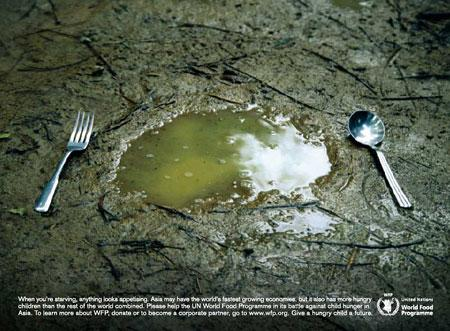 When you're starving, anything looks appetising. Asia may have the world's fastest growing economies, but it also has more hungry
children than the rest of the world combined. Please help the UN World Food Programme in its battle against child hunger in
Asia. To learn more about WFP, donate or to become a corporate partner, go to www.wfp.org. Give a hungry child a future.
WFP
United Nations
World Food
Programme